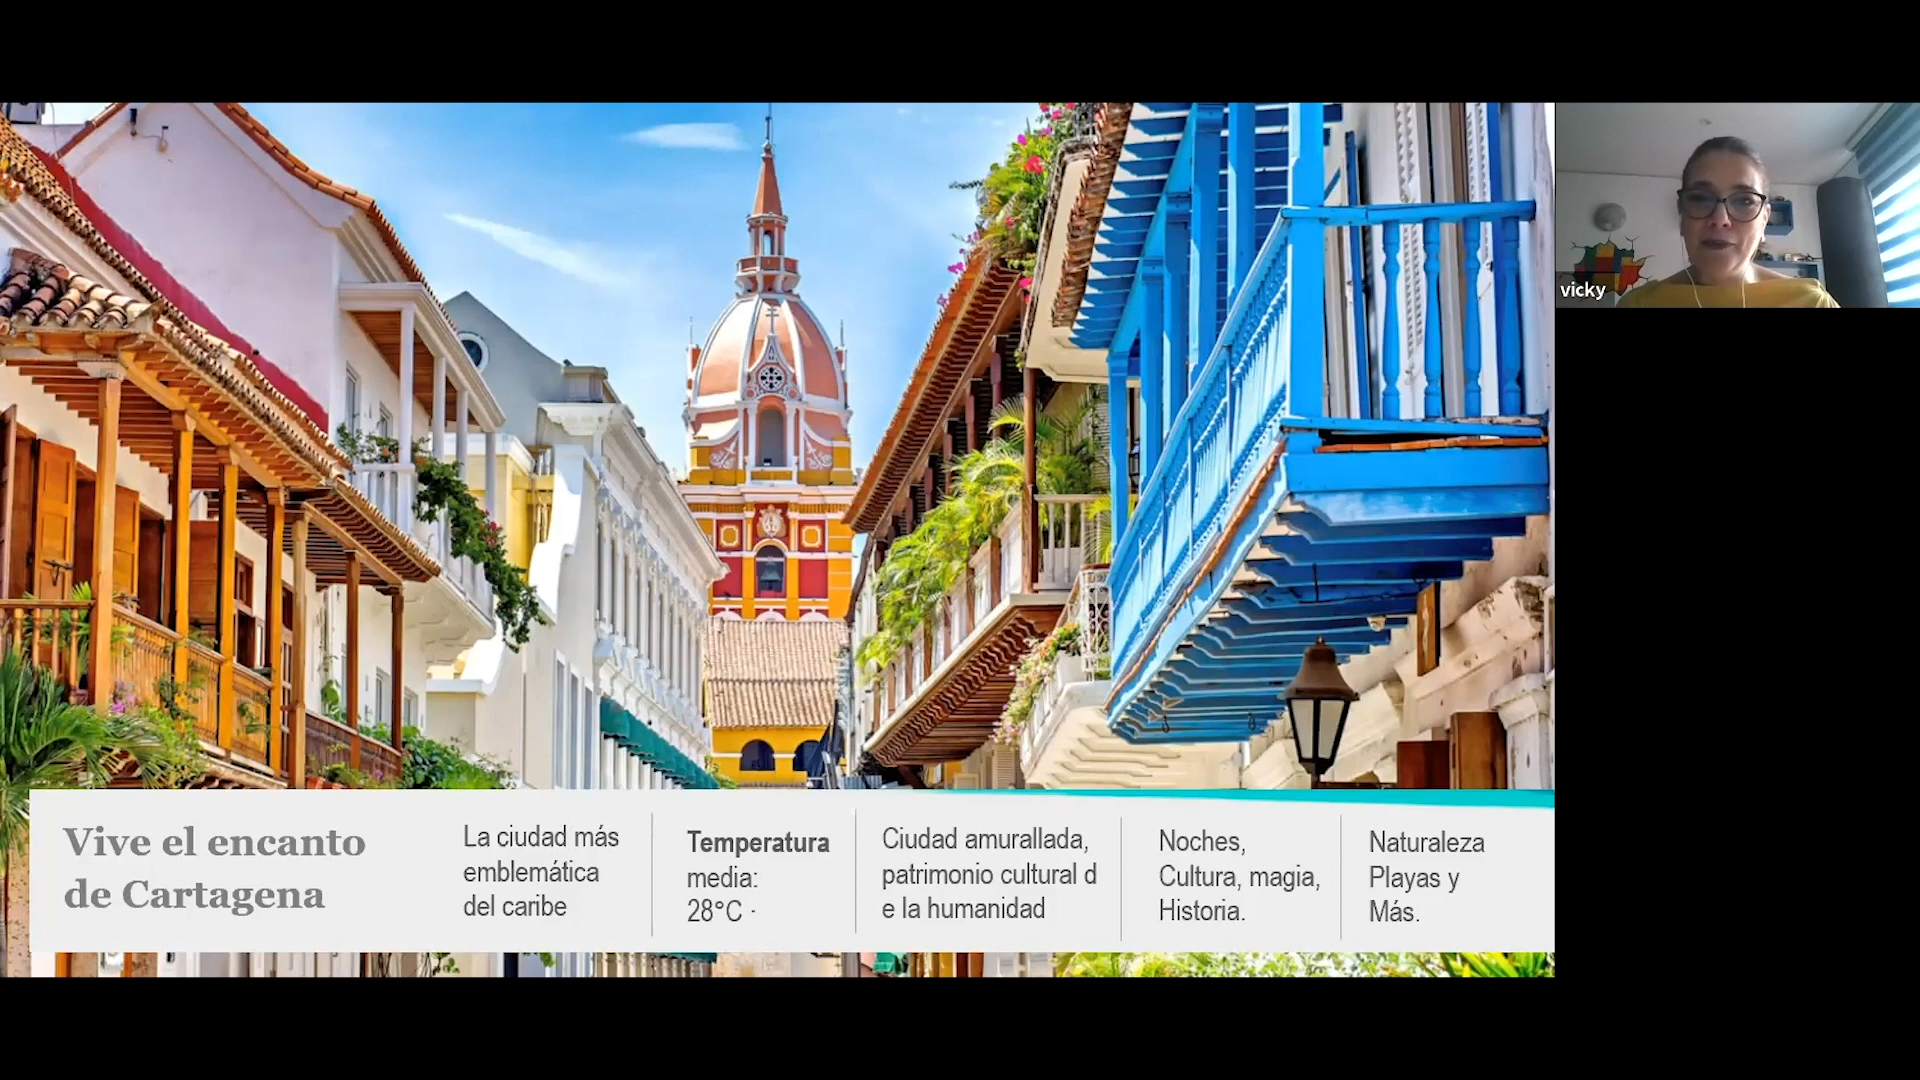 vicky
Vive el encanto
de Cartagena
La ciudad más
emblemática
del caribe
Temperatura
media:
28°C ·
Ciudad amurallada,
patrimonio cultural d
e la humanidad
Noches,
Cultura, magia,
Historia.
Naturaleza
Playas y
Más.